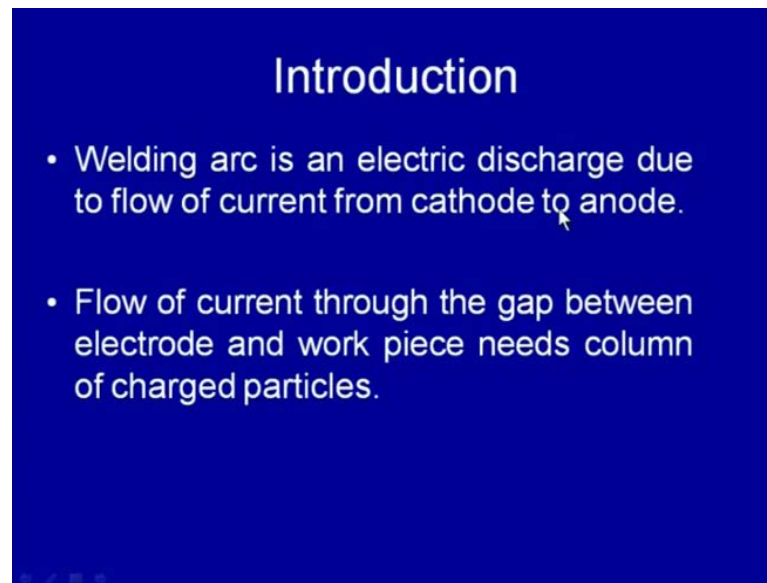 Introduction
• Welding arc is an electric discharge due
to flow of current from cathode to anode.
• Flow of current through the gap between
electrode and work piece needs column
of charged particles.